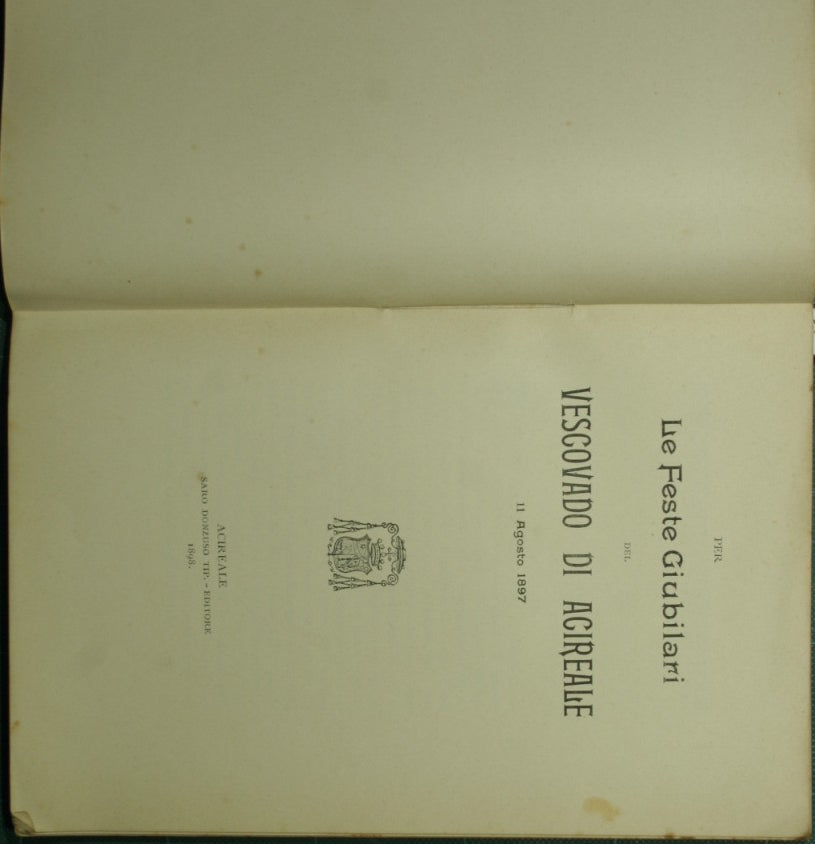 PER
Le Feste Giubilari
DEL
VESCOVADO DI ACIREALE
11 Agosto 1897
ACIREALE
SARO DONZUSO TIP. - EDITORE
1898.